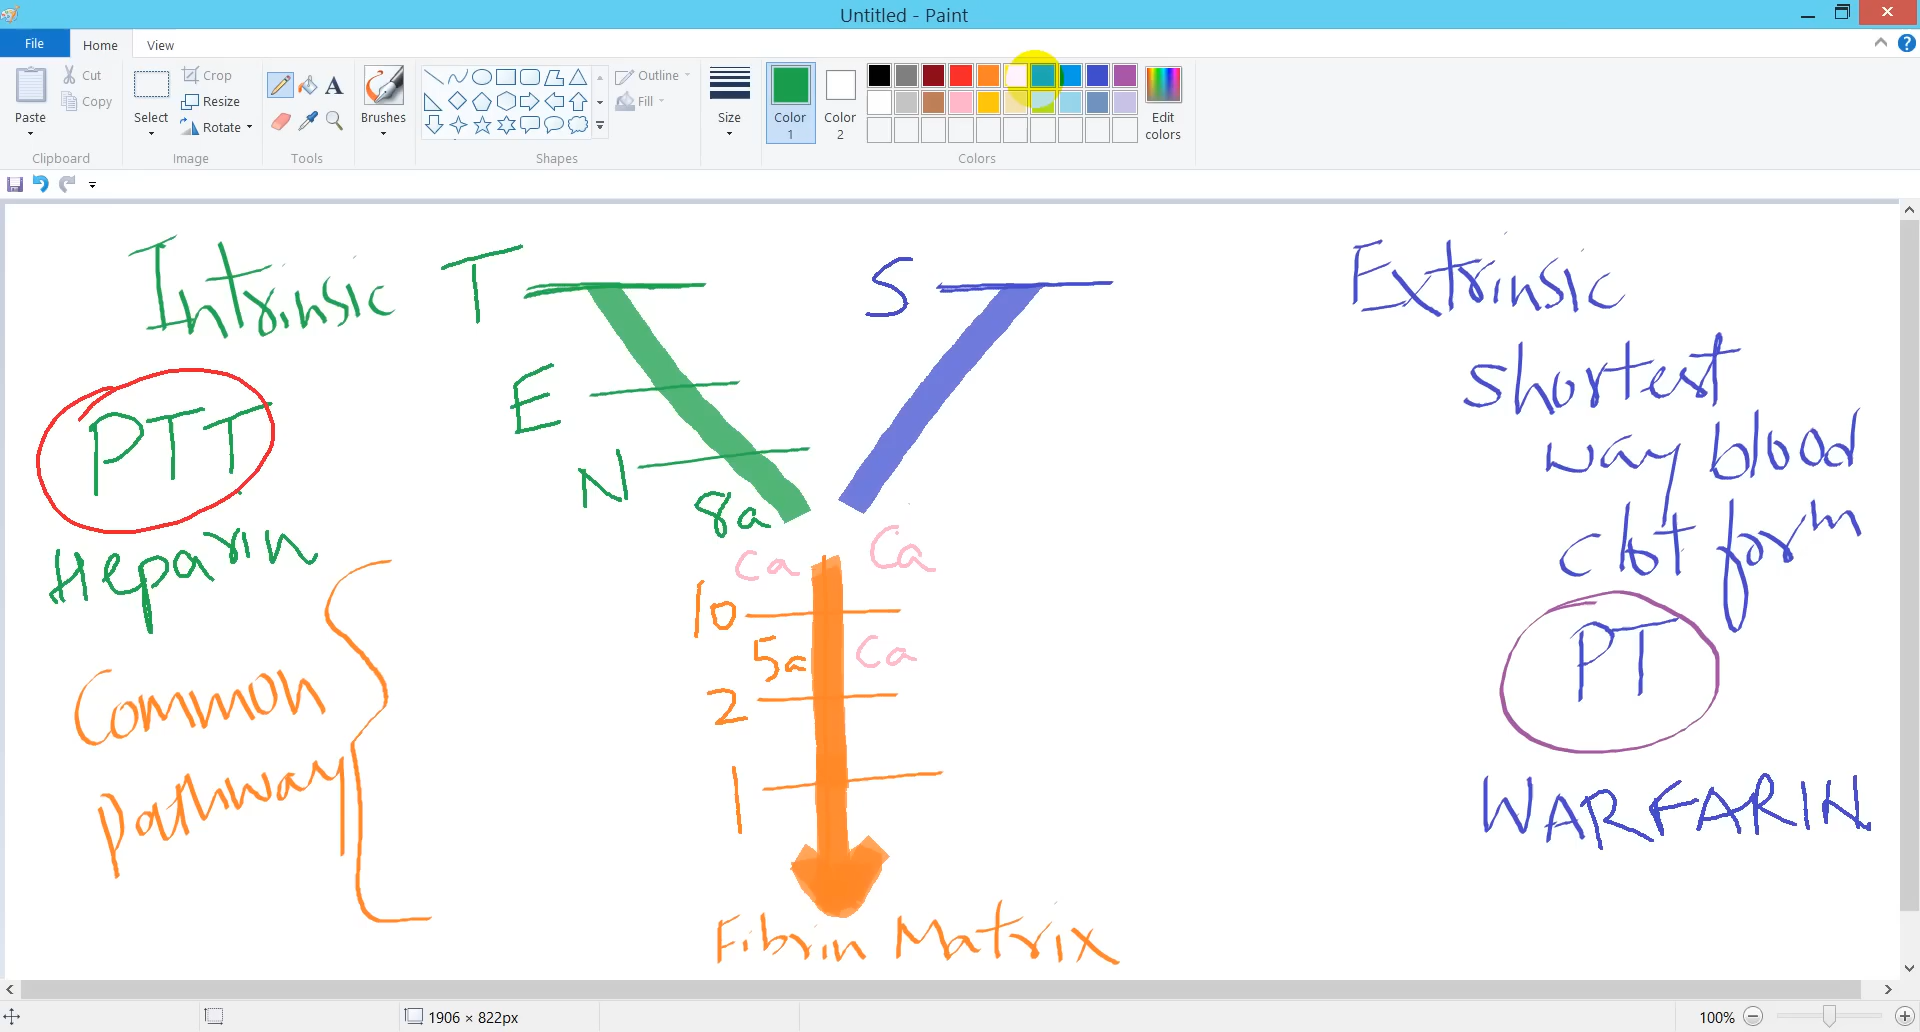 Untitled - Paint
File
Home
View
Paste
Cut
Copy
Clipboard
Select
Crop
Resize
Rotate
Image
A
Tools
Brushes
Shapes
Outline
Fill
Size
Color 1
Color 2
Colors
Edit colors
Intrinsic
PTT
Heparin
Common
pathway
T
E
N
8a
S
Ca
Ca
10
5a
Ca
2
1
Fibrin Matrix
Extrinsic
shortest
way blood
clot form
PT
WARFARIN
1906 × 822px
100%